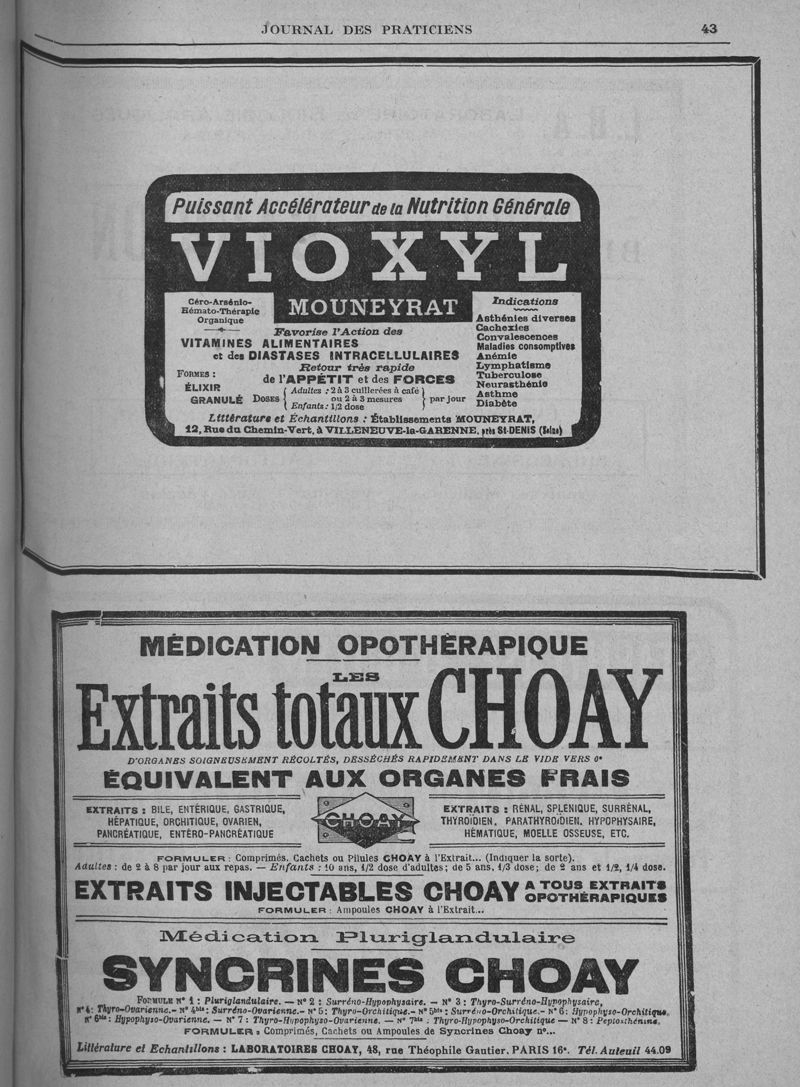 JOURNAL DES PRATICIENS 43
Puissant Accélérateur de la Nutrition Générale
VIOXYL
MOUNEYRAT
Céro-Arsénio-
Hémato-Thérapie
Organique
Favorise l'Action des
VITAMINES ALIMENTAIRES
et des DIASTASES INTRACELLULAIRES
Retour très rapide
de l'APPÉTIT et des FORCES
FORMES :
ÉLIXIR
GRANULÉ
DOSES { Adultes : 2 à 3 cuillerées à café
ou 2 à 3 mesures
Enfants : 1/2 dose } par jour
Indications
Asthénies diverses
Cachexies
Convalescences
Maladies consomptives
Anémie
Lymphatisme
Tuberculose
Neurasthénie
Asthme
Diabète
Littérature et Echantillons : Établissements MOUNEYRAT,
12, Rue du Chemin-Vert, à VILLENEUVE-la-GARENNE, près St-DENIS (Seine)
MÉDICATION OPOTHÉRAPIQUE
LES
Extraits totaux CHOAY
D'ORGANES SOIGNEUSEMENT RÉCOLTÉS, DESSÉCHÉS RAPIDEMENT DANS LE VIDE VERS 0°
ÉQUIVALENT AUX ORGANES FRAIS
EXTRAITS : BILE, ENTÉRIQUE, GASTRIQUE,
HÉPATIQUE, ORCHITIQUE, OVARIEN,
PANCRÉATIQUE, ENTÉRO-PANCRÉATIQUE
CHOAY
EXTRAITS : RÉNAL, SPLÉNIQUE, SURRÉNAL,
THYROÏDIEN, PARATHYROÏDIEN, HYPOPHYSAIRE,
HÉMATIQUE, MOELLE OSSEUSE, ETC.
FORMULER : Comprimés, Cachets ou Pilules CHOAY à l'Extrait... (Indiquer la sorte).
Adultes : de 2 à 8 par jour aux repas. — Enfants : 10 ans, 1/2 dose d'adultes; de 5 ans, 1/3 dose; de 2 ans et 1/2, 1/4 dose.
EXTRAITS INJECTABLES CHOAY A TOUS EXTRAITS
OPOTHÉRAPIQUES
FORMULER : Ampoules CHOAY à l'Extrait...
Médication Pluriglandulaire
SYNCRINES CHOAY
FORMULE N° 1 : Pluriglandulaire. — N° 2 : Surréno-Hypophysaire. — N° 3 : Thyro-Surréno-Hypophysaire,
N° 4 : Thyro-Ovarienne.- N° 4bis : Surréno-Ovarienne.- N° 5 : Thyro-Orchitique.- N° 5bis : Surréno-Orchitique.- N° 6 : Hypophyso-Orchitique.
N° 6bis : Hypophyso-Ovarienne. — N° 7 : Thyro-Hypophyso-Ovarienne. — N° 7bis : Thyro-Hypophyso-Orchitique — N° 8 : Peptosthénine.
FORMULER : Comprimés, Cachets ou Ampoules de Syncrines Choay n°...
Littérature et Echantillons : LABORATOIRES CHOAY, 48, rue Théophile Gautier, PARIS 16e. Tél. Auteuil 44.09